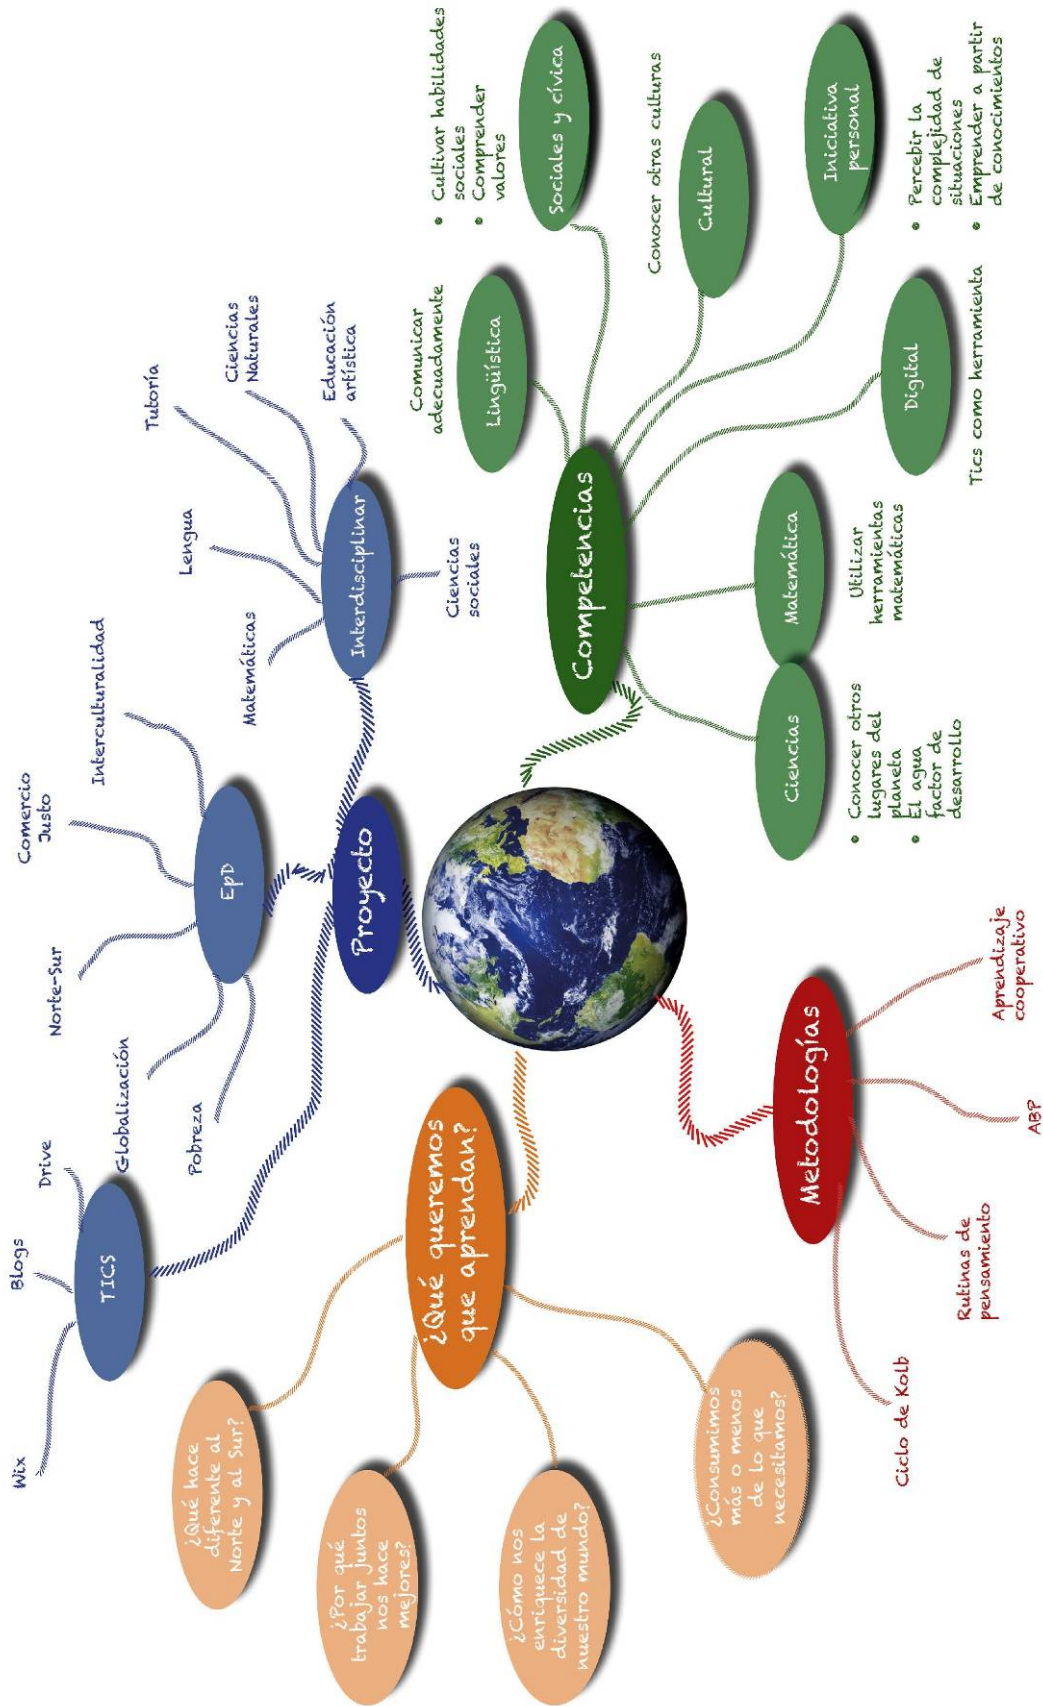 Wix
Blogs
Drive
TICS
Globalización
Pobreza
Norte-Sur
Comercio
Justo
Interculturalidad
EpD
Proyecto
Matemáticas
Lengua
Tutoría
Ciencias
Naturales
Educación
artística
Interdisciplinar
Ciencias
sociales
¿Qué queremos
que aprendan?
¿Qué hace
diferente al
Norte y al Sur?
¿Por qué
trabajar juntos
nos hace
mejores?
¿Cómo nos
enriquece la
diversidad de
nuestro mundo?
¿Consumimos
más o menos
de lo que
necesitamos?
Metodologías
Ciclo de Kolb
Rutinas de
pensamiento
ABP
Aprendizaje
cooperativo
Competencias
Comunicar
adecuadamente
Lingüística
• Cultivar habilidades
sociales
• Comprender
valores
Sociales y cívica
Conocer otras culturas
Cultural
Iniciativa
personal
• Percebir la
complejidad de
situaciones
• Emprender a partir
de conocimientos
Digital
Tics como herramienta
Matemática
Utilizar
herramientas
matemáticas
Ciencias
• Conocer otros
lugares del
planeta
• El agua
factor de
desarrollo